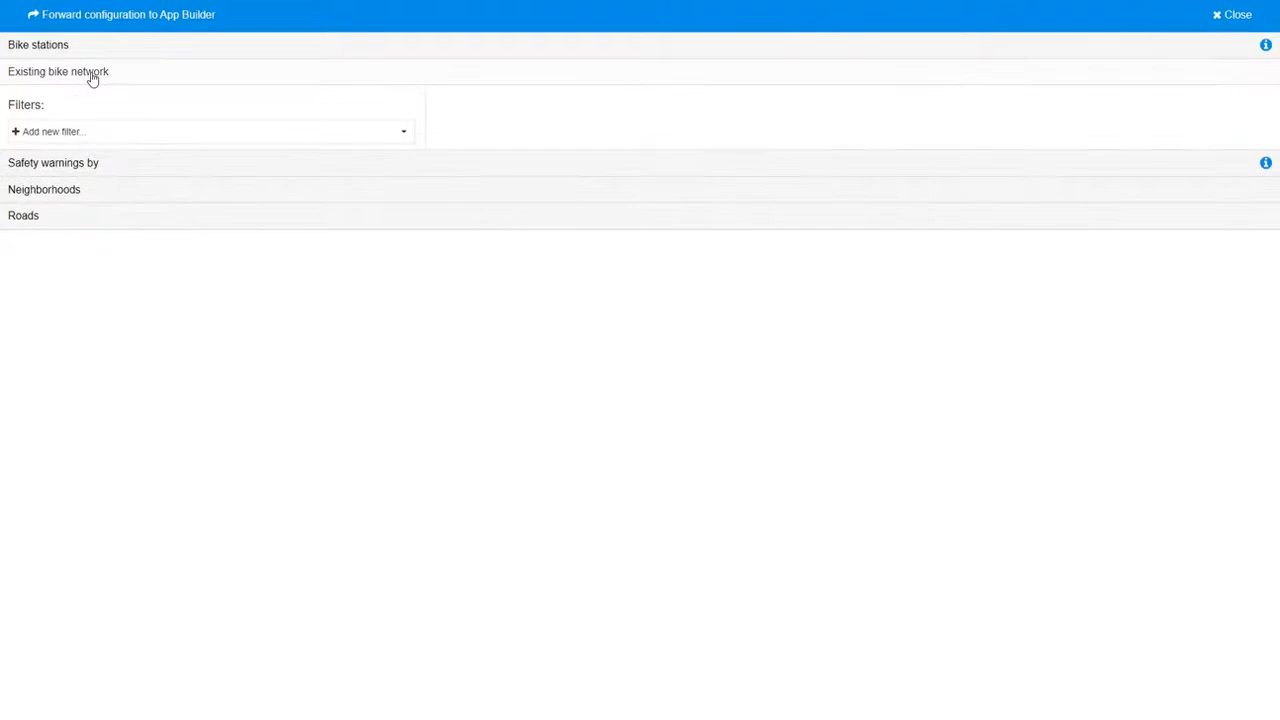 Forward configuration to App Builder
Close
Bike stations
Existing bike network
Filters:
Add new filter...
Safety warnings by
Neighborhoods
Roads